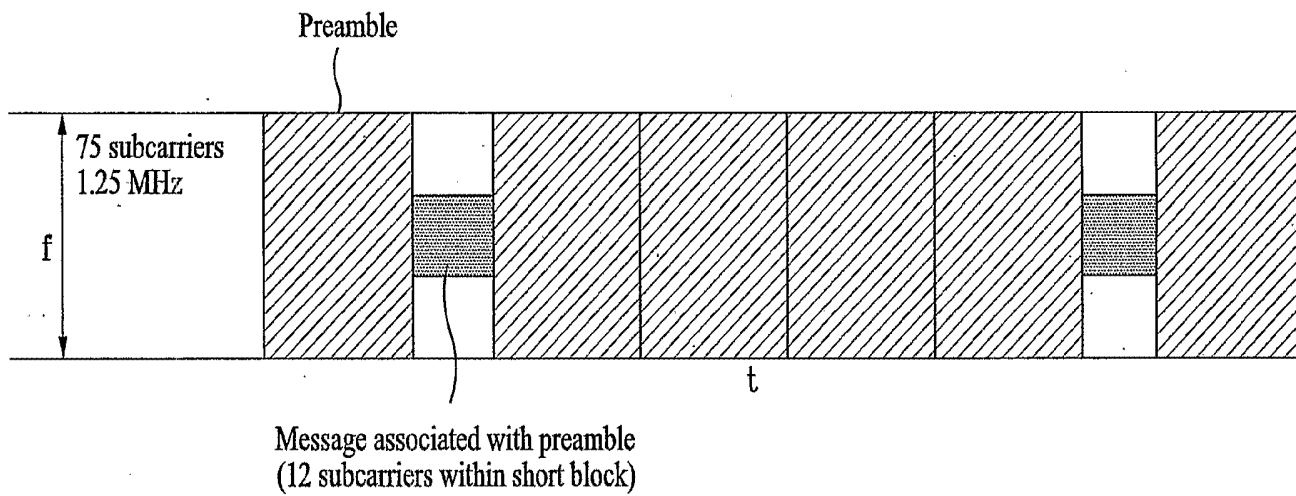 Preamble
75 subcarriers
1.25 MHz
f
t
Message associated with preamble
(12 subcarriers within short block)